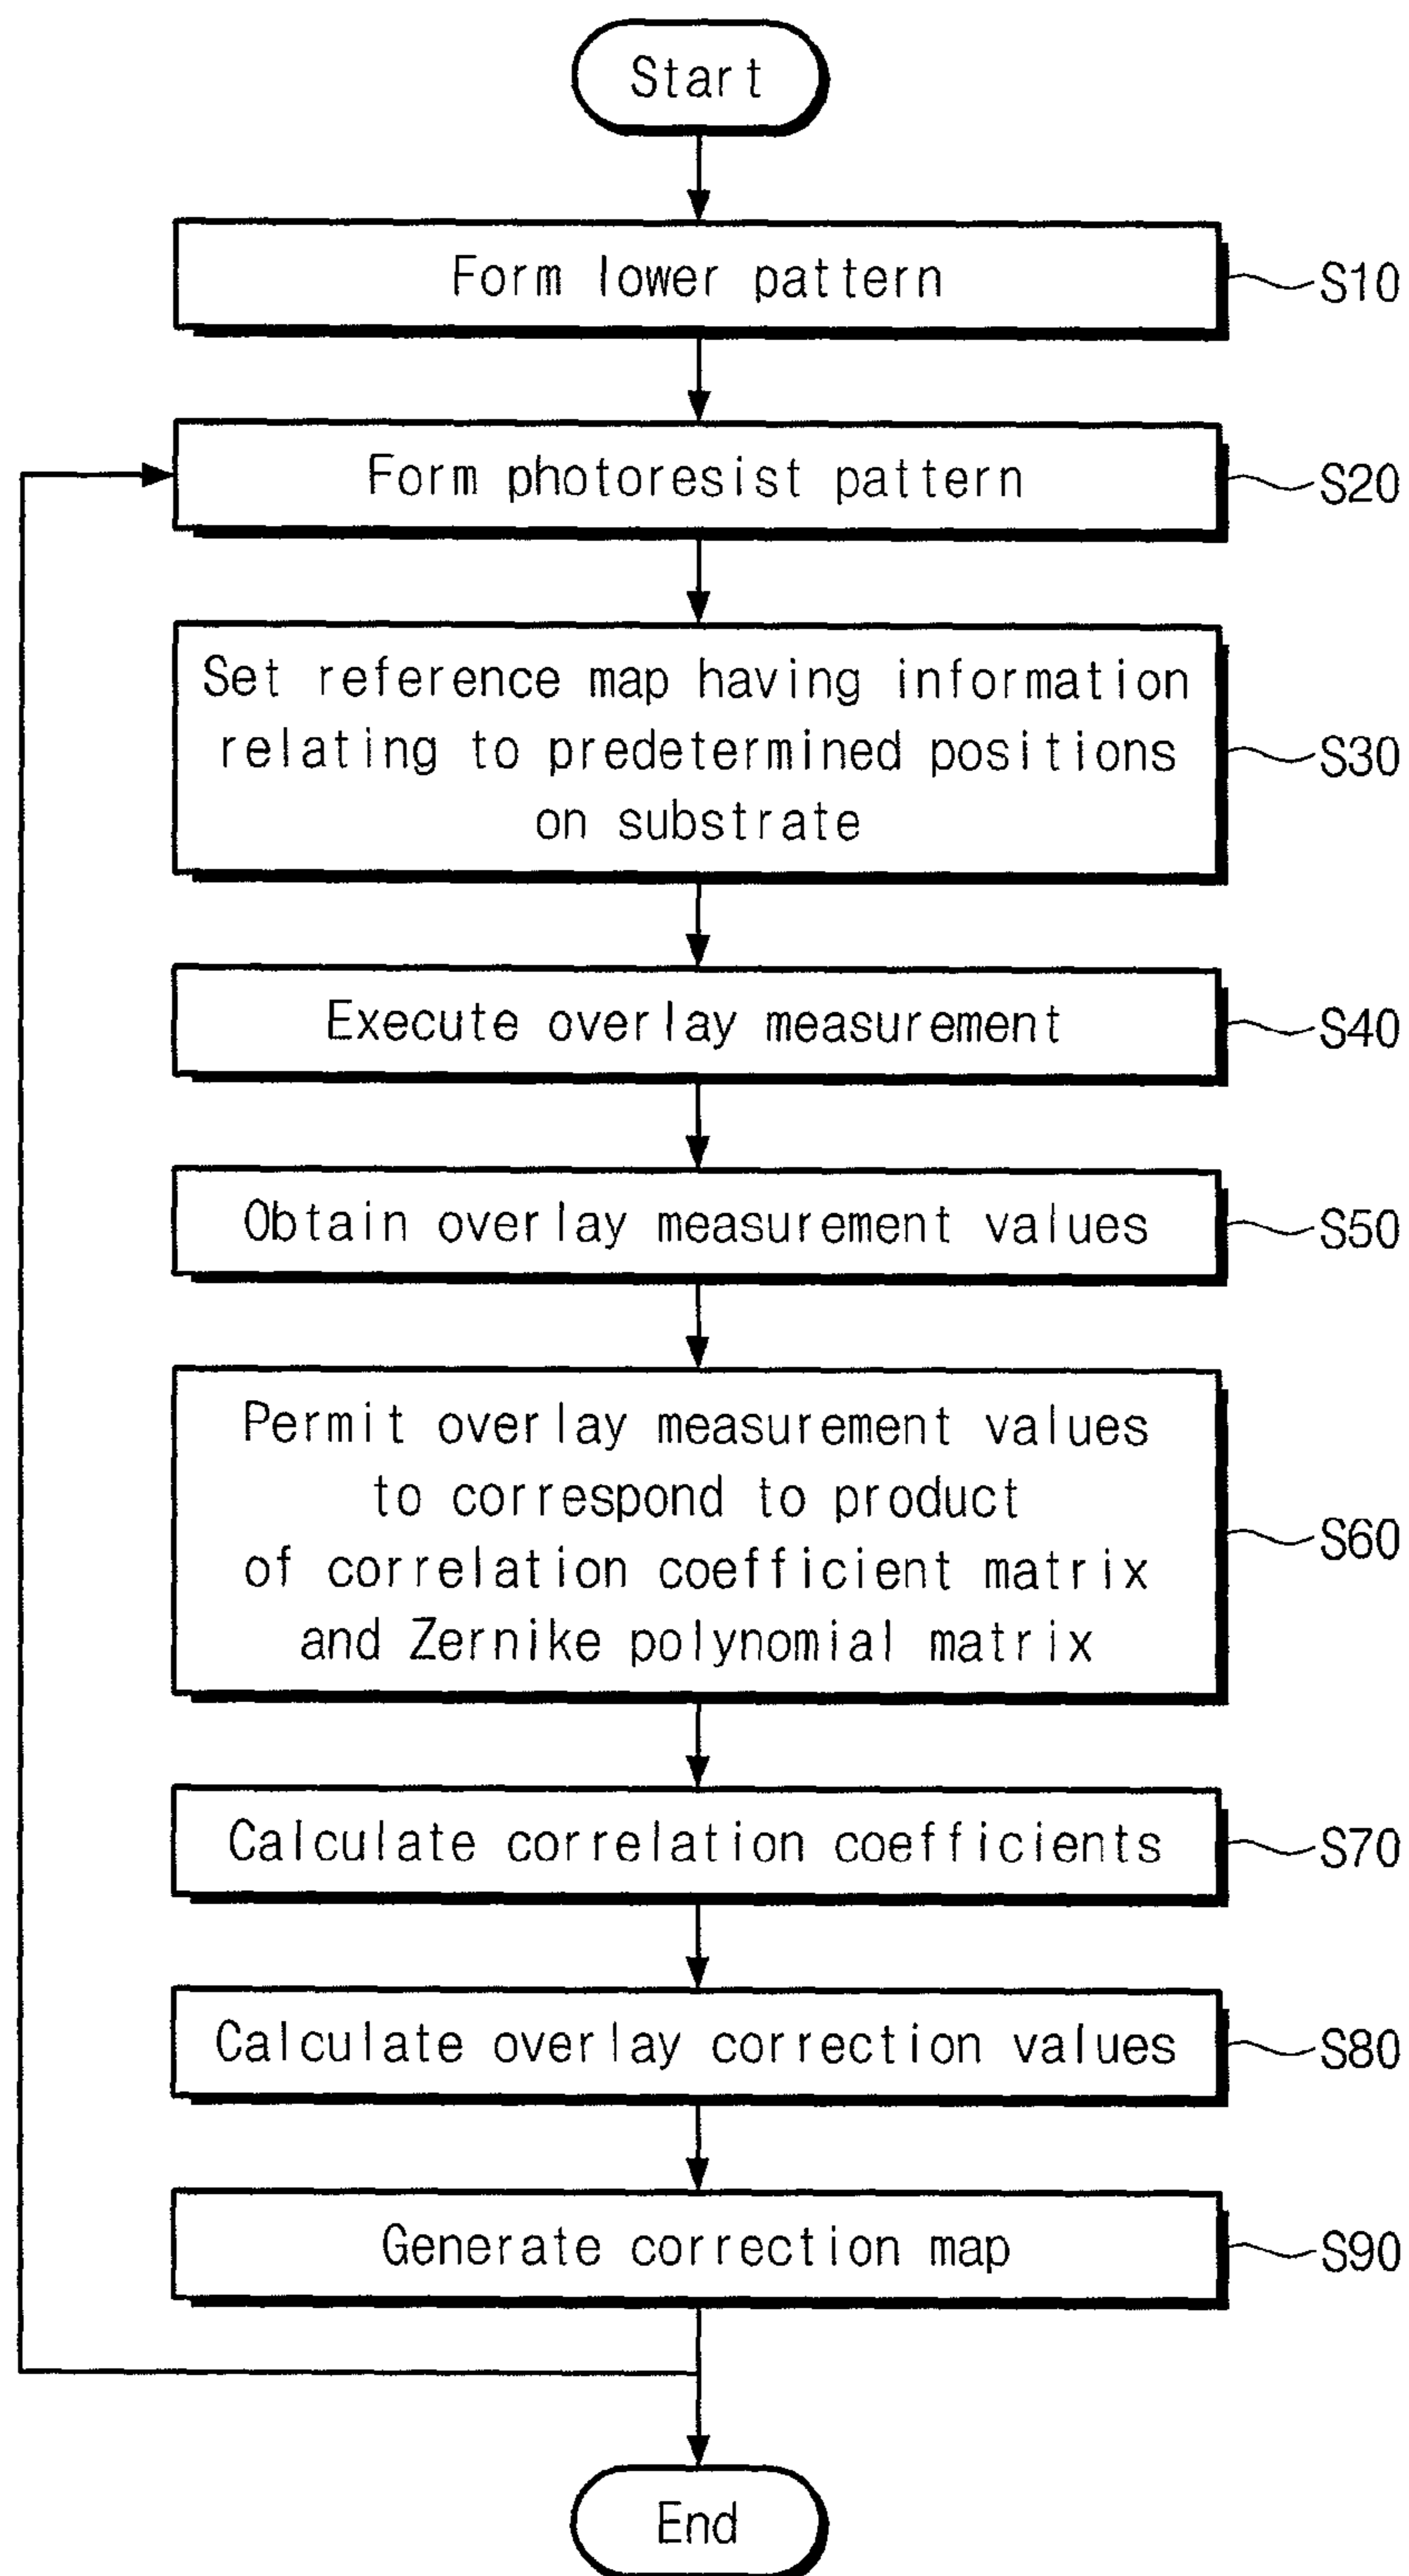 Start
Form lower pattern
S10
Form photoresist pattern
S20
Set reference map having information
relating to predetermined positions
on substrate
S30
Execute overlay measurement
S40
Obtain overlay measurement values
S50
Permit overlay measurement values
to correspond to product
of correlation coefficient matrix
and Zernike polynomial matrix
S60
Calculate correlation coefficients
S70
Calculate overlay correction values
S80
Generate correction map
S90
End